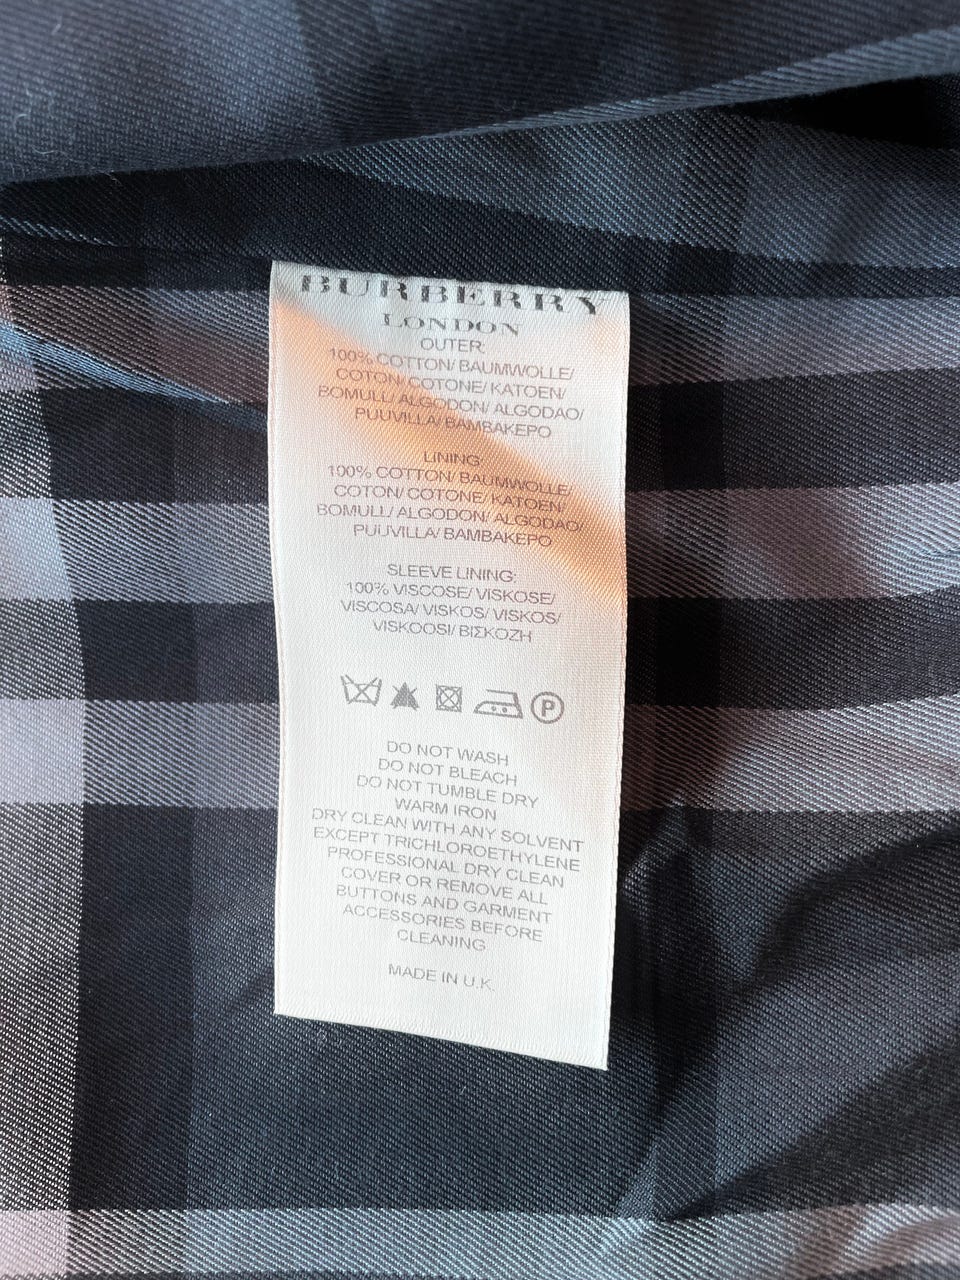 BURBERRY
LONDON
OUTER:
100% COTTON/ BAUMWOLLE/
COTON/ COTONE/ KATOEN/
BOMULL/ ALGODON/ ALGODAO/
PUUVILLA/ BAMBAKEPO
LINING:
100% COTTON/ BAUMWOLLE/
COTON/ COTONE/ KATOEN/
BOMULL/ ALGODON/ ALGODAO/
PUUVILLA/ BAMBAKEPO
SLEEVE LINING:
100% VISCOSE/ VISKOSE/
VISCOSA/ VISKOS/ VISKOS/
VISKOOSI/ ΒΙΣΚΟΖΗ
P
DO NOT WASH
DO NOT BLEACH
DO NOT TUMBLE DRY
WARM IRON
DRY CLEAN WITH ANY SOLVENT
EXCEPT TRICHLOROETHYLENE
PROFESSIONAL DRY CLEAN
COVER OR REMOVE ALL
BUTTONS AND GARMENT
ACCESSORIES BEFORE
CLEANING
MADE IN U.K.